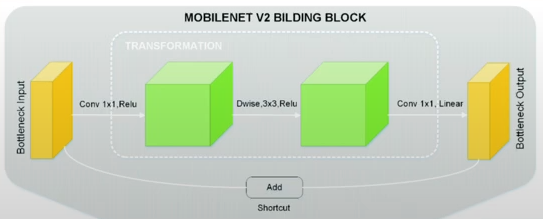 MOBILENET V2 BILDING BLOCK
TRANSFORMATION
Bottleneck Input
Conv 1x1,Relu
Dwise,3x3,Relu
Conv 1x1, Linear
Bottleneck Output
Add
Shortcut